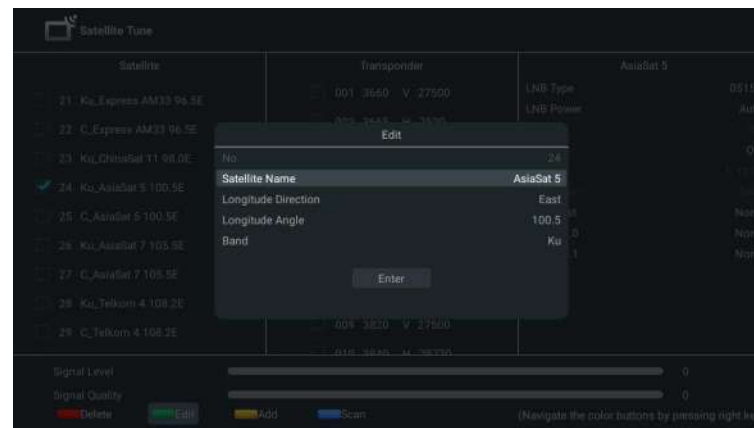 Satellite Tune
Satellite
Transponder
AsiaSat 5
21 Ku_Express AM33 96.5E
22 C_Express AM33 96.5E
23 Ku_ChinaSat 11 98.0E
24 Ku_AsiaSat 5 100.5E
25 C_AsiaSat 5 100.5E
26 Ku_AsiaSat 7 105.5E
27 C_AsiaSat 7 105.5E
28 Ku_Telkom 4 108.2E
29 C_Telkom 4 108.2E
001 3660 V 27500
LNB Type
LNB Power
Edit
No. 24
Satellite Name AsiaSat 5
Longitude Direction East
Longitude Angle 100.5
Band Ku
Enter
009 3820 V 27500
Signal Level 0
Signal Quality 0
Delete Edit Add Scan (Navigate the color buttons by pressing right ke